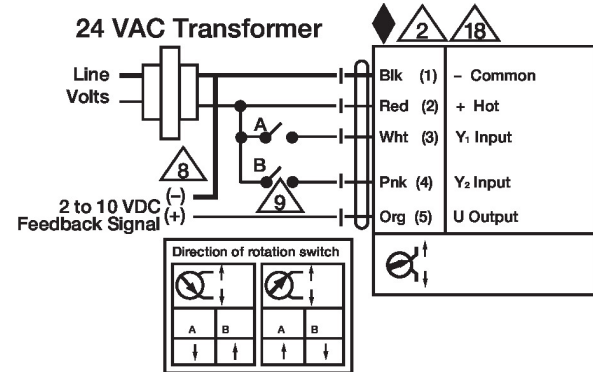 24 VAC Transformer
2
18
Line
Volts
Blk (1) – Common
Red (2) + Hot
A
Wht (3) Y₁ Input
8
B
Pnk (4) Y₂ Input
9
2 to 10 VDC (–)
Feedback Signal (+)
Org (5) U Output
Direction of rotation switch
A B
A B